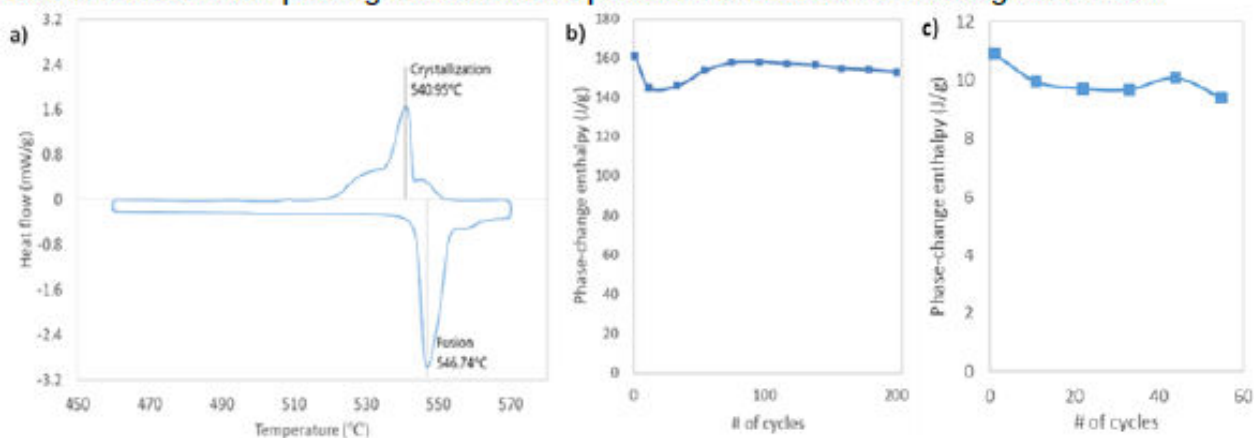 a)
3.2
2.4
1.6
0.8
0
-0.8
-1.6
-2.4
-3.2
Heat flow (mW/g)
Crystallization
540.95°C
Fusion
546.74°C
450 470 490 510 530 550 570
Temperature (°C)
b)
180
160
140
120
100
80
60
40
20
0
Phase-change enthalpy (J/g)
0 100 200
# of cycles
c)
12
10
8
6
4
2
0
Phase-change enthalpy (J/g)
0 20 40 60
# of cycles